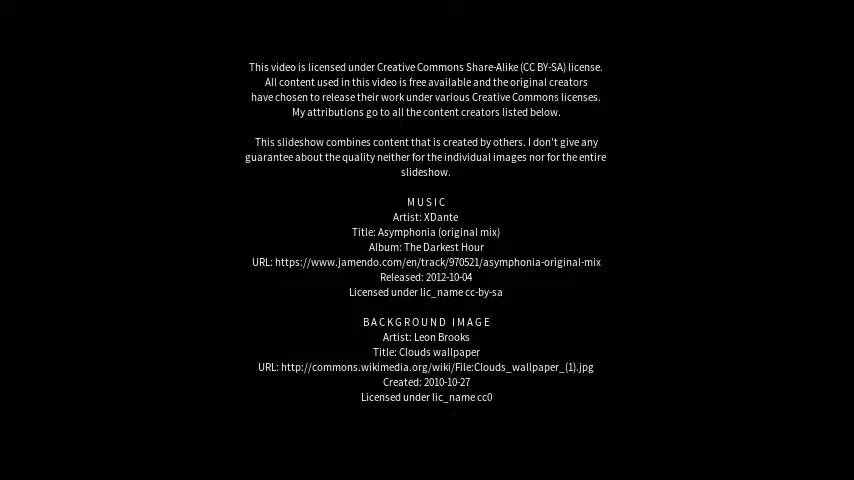 This video is licensed under Creative Commons Share-Alike (CC BY-SA) license.
All content used in this video is free available and the original creators
have chosen to release their work under various Creative Commons licenses.
My attributions go to all the content creators listed below.
This slideshow combines content that is created by others. I don't give any
guarantee about the quality neither for the individual images nor for the entire
slideshow.
MUSIC
Artist: XDante
Title: Asymphonia (original mix)
Album: The Darkest Hour
URL: https://www.jamendo.com/en/track/970521/asymphonia-original-mix
Released: 2012-10-04
Licensed under lic_name cc-by-sa
BACKGROUND IMAGE
Artist: Leon Brooks
Title: Clouds wallpaper
URL: http://commons.wikimedia.org/wiki/File:Clouds_wallpaper_(1).jpg
Created: 2010-10-27
Licensed under lic_name cc0